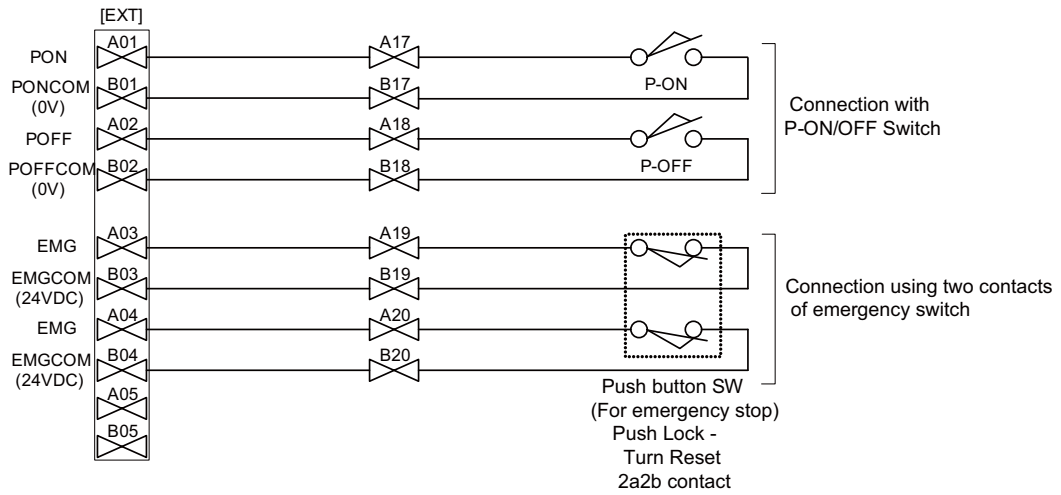 [EXT]
PON
A01
A17
P-ON
PONCOM
(0V)
B01
B17
POFF
A02
A18
P-OFF
POFFCOM
(0V)
B02
B18
Connection with
P-ON/OFF Switch
EMG
A03
A19
EMGCOM
(24VDC)
B03
B19
EMG
A04
A20
EMGCOM
(24VDC)
B04
B20
A05
B05
Connection using two contacts
of emergency switch
Push button SW
(For emergency stop)
Push Lock -
Turn Reset
2a2b contact